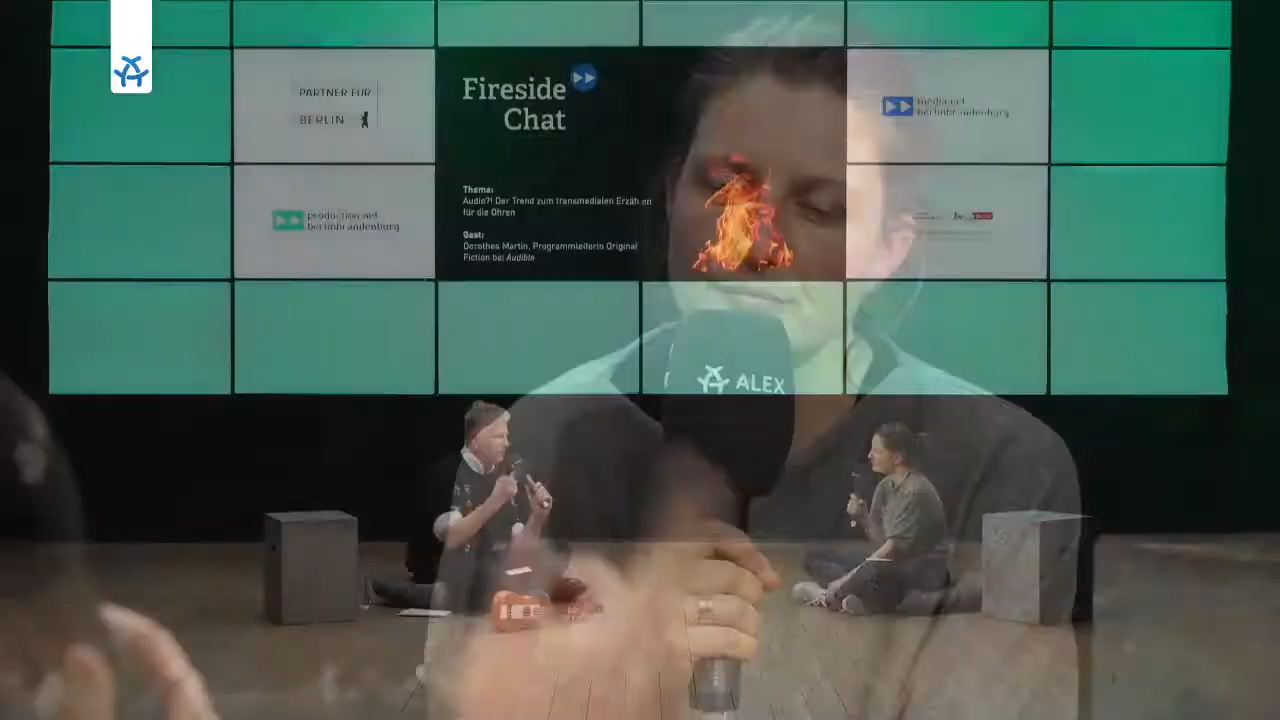 PARTNER FÜR
BERLIN
Fireside
Chat
Thema:
Audio?! Der Trend zum transmedialen Erzählen
für die Ohren
Gast:
Dorothea Martin, Programmleiterin Original
Fiction bei Audible
media:net
berlinbrandenburg
production:net
berlinbrandenburg
ALEX